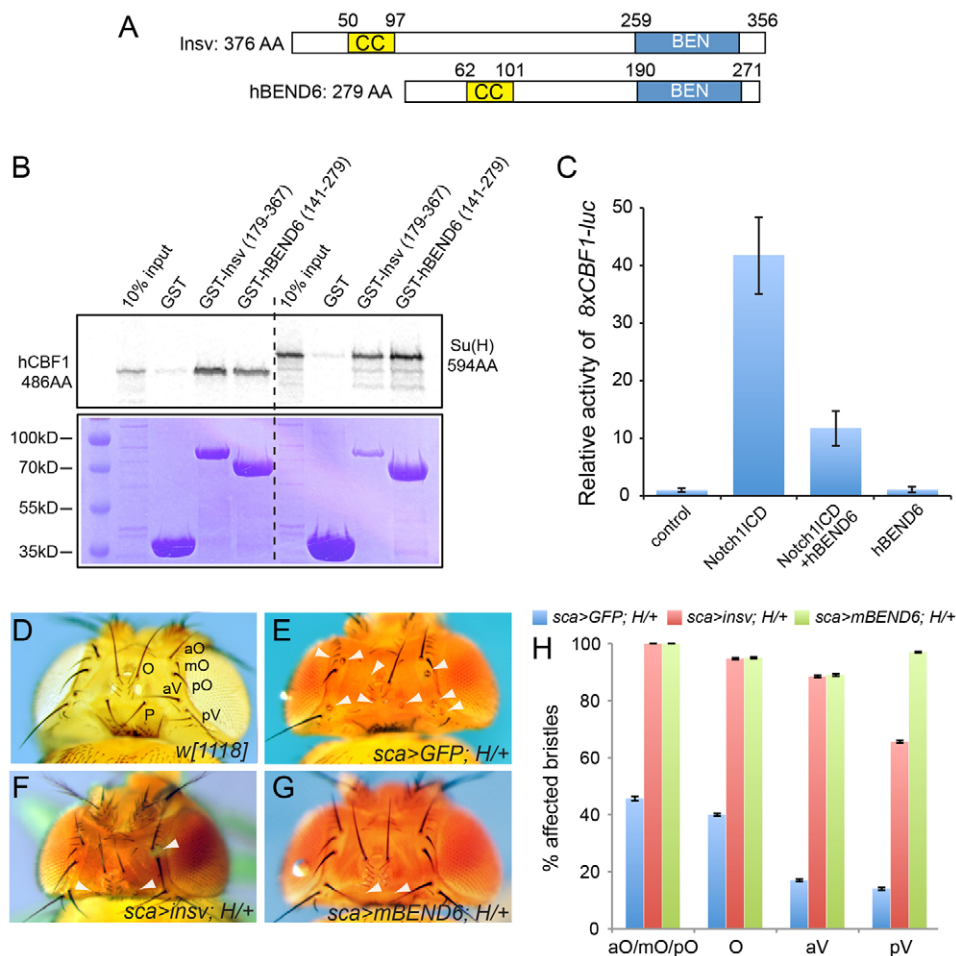 A
50 97 259 356
Insv: 376 AA CC BEN
62 101 190 271
hBEND6: 279 AA CC BEN
B
10% input
GST
GST-Insv (179-367)
GST-hBEND6 (141-279)
10% input
GST
GST-Insv (179-367)
GST-hBEND6 (141-279)
hCBF1
486AA
Su(H)
594AA
100kD
70kD
55kD
35kD
C
Relative activity of 8xCBF1-luc
50
40
30
20
10
0
control
Notch1ICD
Notch1ICD
+hBEND6
hBEND6
D
O
aO
mO
pO
aV
P
pV
w[1118]
E
sca>GFP; H/+
F
sca>insv; H/+
G
sca>mBEND6; H/+
sca>GFP; H/+ sca>insv; H/+ sca>mBEND6; H/+
H
% affected bristles
100
80
60
40
20
0
aO/mO/pO O aV pV